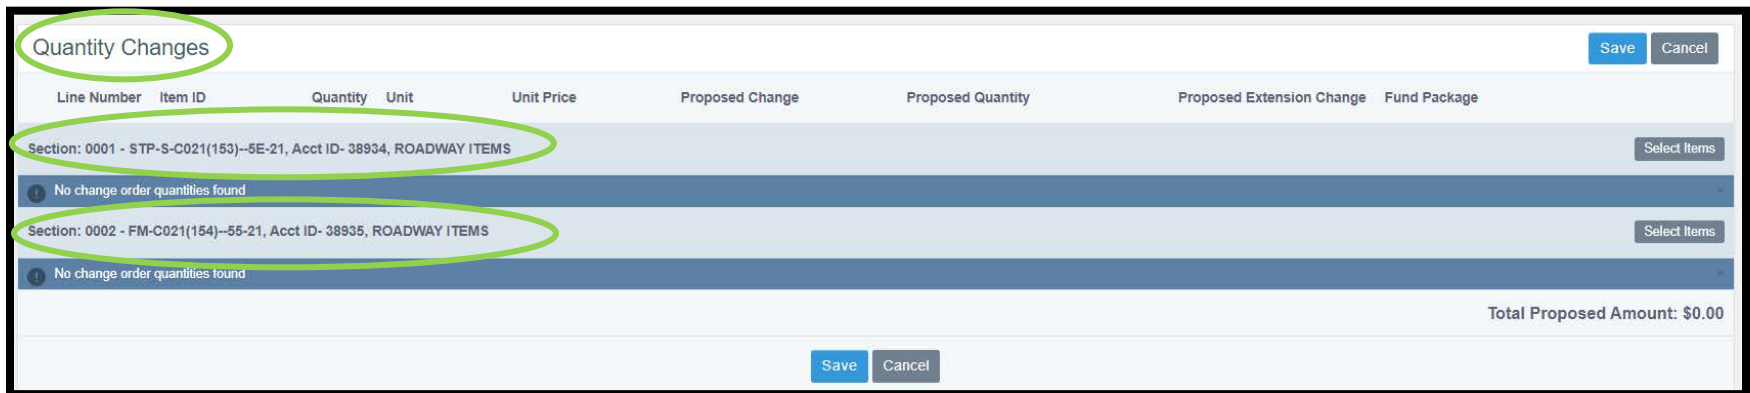 Quantity Changes
Save Cancel
Line Number Item ID Quantity Unit Unit Price Proposed Change Proposed Quantity Proposed Extension Change Fund Package
Section: 0001 - STP-S-C021(153)--5E-21, Acct ID- 38934, ROADWAY ITEMS
Select Items
No change order quantities found
Section: 0002 - FM-C021(154)--55-21, Acct ID- 38935, ROADWAY ITEMS
Select Items
No change order quantities found
Total Proposed Amount: $0.00
Save Cancel